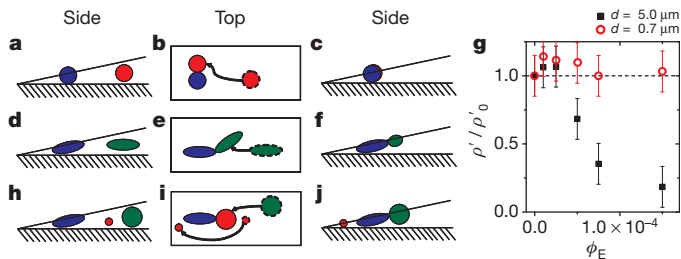 Side Top Side
a b c
d e f
h i j
g
d = 5.0 μm
d = 0.7 μm
ρ′ / ρ′0
1.0
0.5
0.0
0.0 1.0 × 10⁻⁴
ϕE